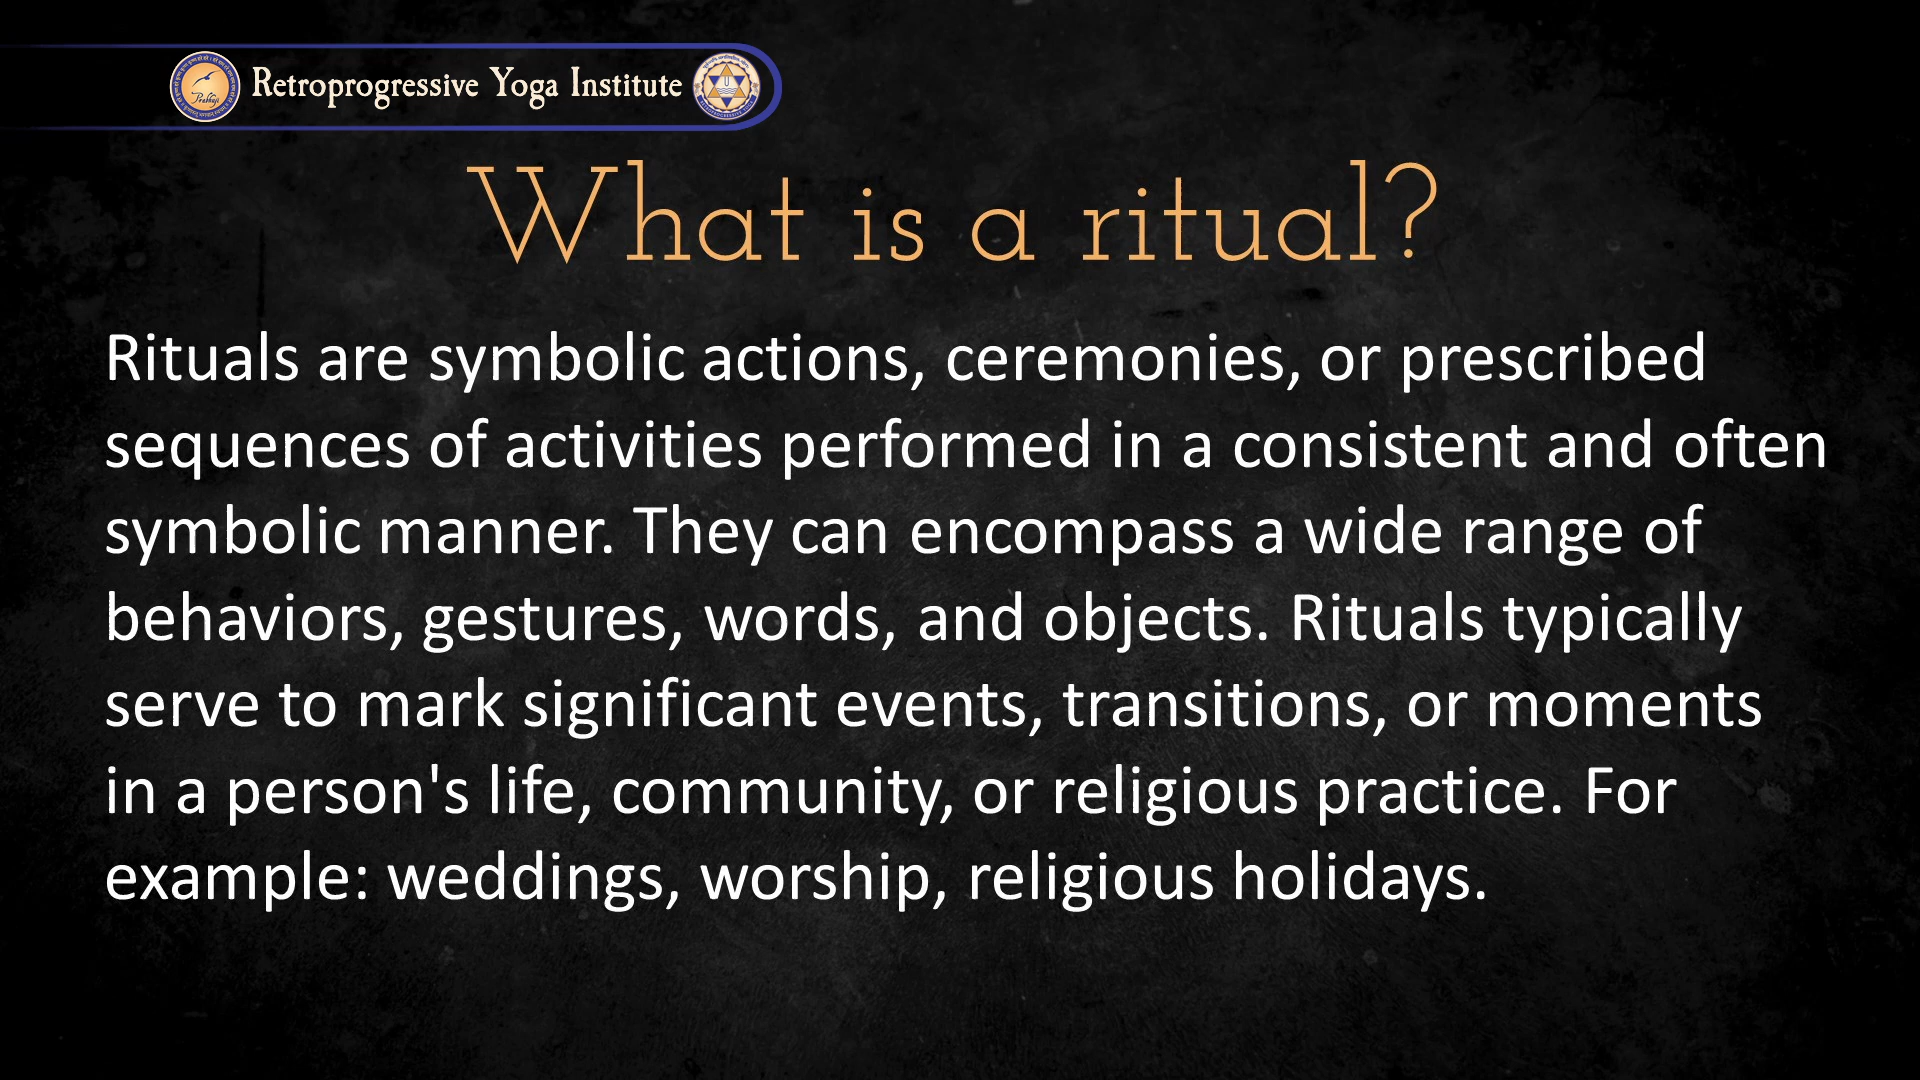 Prabhuji
Retroprogressive Yoga Institute
What is a ritual?
Rituals are symbolic actions, ceremonies, or prescribed
sequences of activities performed in a consistent and often
symbolic manner. They can encompass a wide range of
behaviors, gestures, words, and objects. Rituals typically
serve to mark significant events, transitions, or moments
in a person's life, community, or religious practice. For
example: weddings, worship, religious holidays.